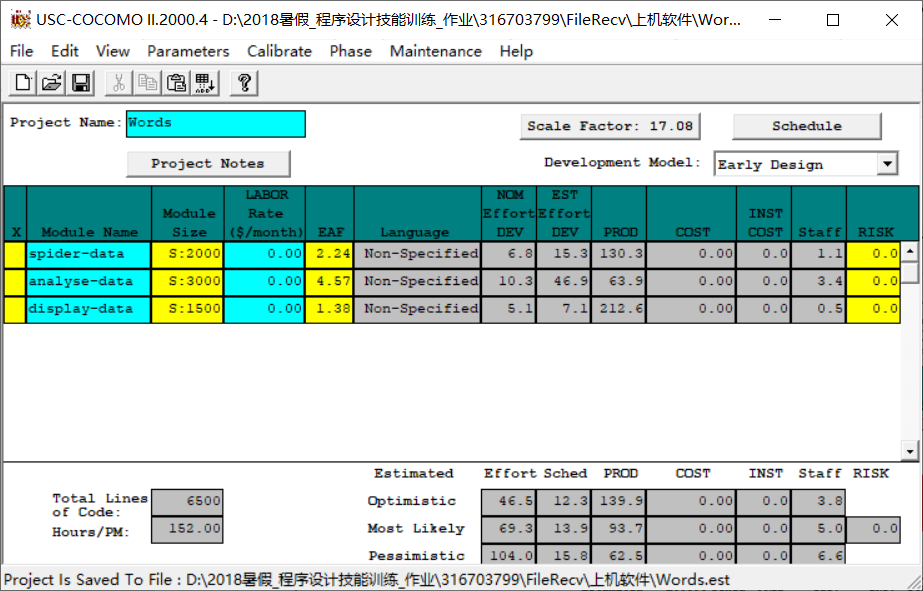 USC-COCOMO II.2000.4 - D:\2018暑假_程序设计技能训练_作业\316703799\FileRecv\上机软件\Wor...
File Edit View Parameters Calibrate Phase Maintenance Help
Project Name: Words Scale Factor: 17.08 Schedule
Project Notes Development Model: Early Design
X Module Name Module Size LABOR Rate ($/month) EAF Language NOM Effort DEV EST Effort DEV PROD COST INST COST Staff RISK
spider-data S:2000 0.00 2.24 Non-Specified 6.8 15.3 130.3 0.00 0.0 1.1 0.0
analyse-data S:3000 0.00 4.57 Non-Specified 10.3 46.9 63.9 0.00 0.0 3.4 0.0
display-data S:1500 0.00 1.38 Non-Specified 5.1 7.1 212.6 0.00 0.0 0.5 0.0
Estimated Effort Sched PROD COST INST Staff RISK
Total Lines of Code: 6500 Optimistic 46.5 12.3 139.9 0.00 0.0 3.8
Hours/PM: 152.00 Most Likely 69.3 13.9 93.7 0.00 0.0 5.0 0.0
Pessimistic 104.0 15.8 62.5 0.00 0.0 6.6
Project Is Saved To File : D:\2018暑假_程序设计技能训练_作业\316703799\FileRecv\上机软件\Words.est